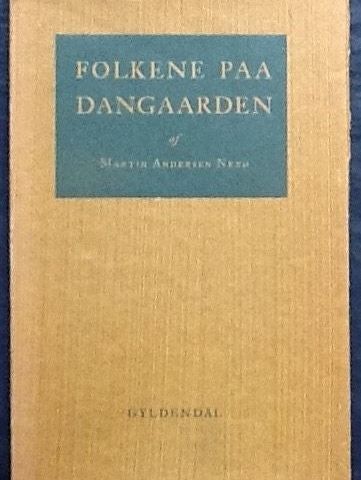 FOLKENE PAA
DANGAARDEN
af
MARTIN ANDERSEN NEXØ
GYLDENDAL